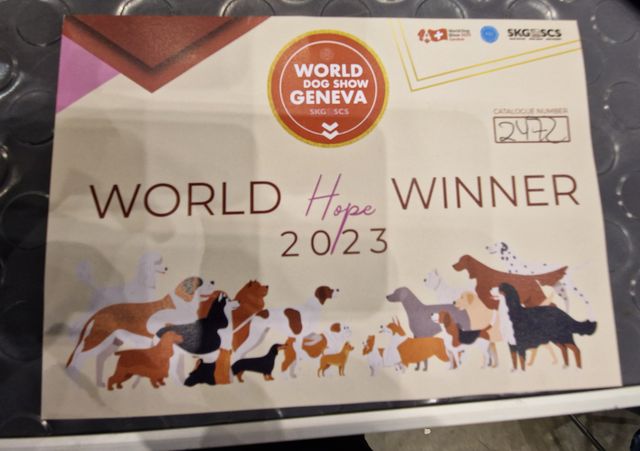 WORLD
DOG SHOW
GENEVA
SKG SCS
SKG SCS
CATALOGUE NUMBER
2472
WORLD Hope WINNER
2023